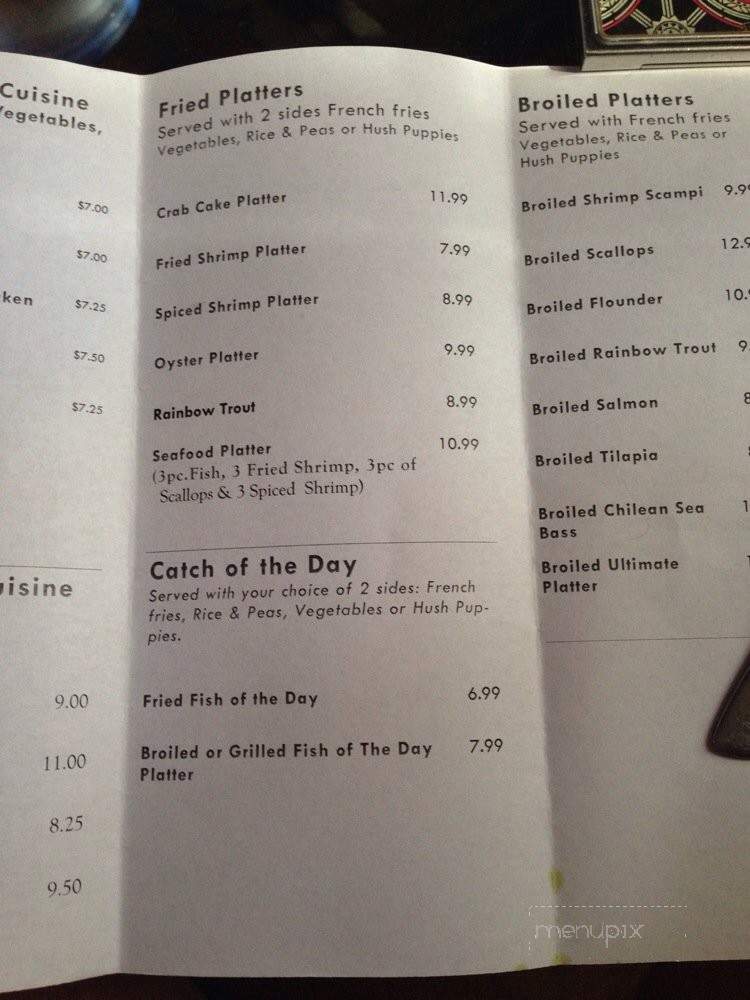 Cuisine
Vegetables,
$7.00
$7.00
ken $7.25
$7.50
$7.25
uisine
9.00
11.00
8.25
9.50
Fried Platters
Served with 2 sides French fries
Vegetables, Rice & Peas or Hush Puppies
Crab Cake Platter 11.99
Fried Shrimp Platter 7.99
Spiced Shrimp Platter 8.99
Oyster Platter 9.99
Rainbow Trout 8.99
Seafood Platter 10.99
(3pc.Fish, 3 Fried Shrimp, 3pc of
Scallops & 3 Spiced Shrimp)
Catch of the Day
Served with your choice of 2 sides: French
fries, Rice & Peas, Vegetables or Hush Pup-
pies.
Fried Fish of the Day 6.99
Broiled or Grilled Fish of The Day 7.99
Platter
Broiled Platters
Served with French fries
Vegetables, Rice & Peas or
Hush Puppies
Broiled Shrimp Scampi 9.99
Broiled Scallops 12.9
Broiled Flounder 10.
Broiled Rainbow Trout 9.
Broiled Salmon
Broiled Tilapia
Broiled Chilean Sea 1
Bass
Broiled Ultimate
Platter
menupix